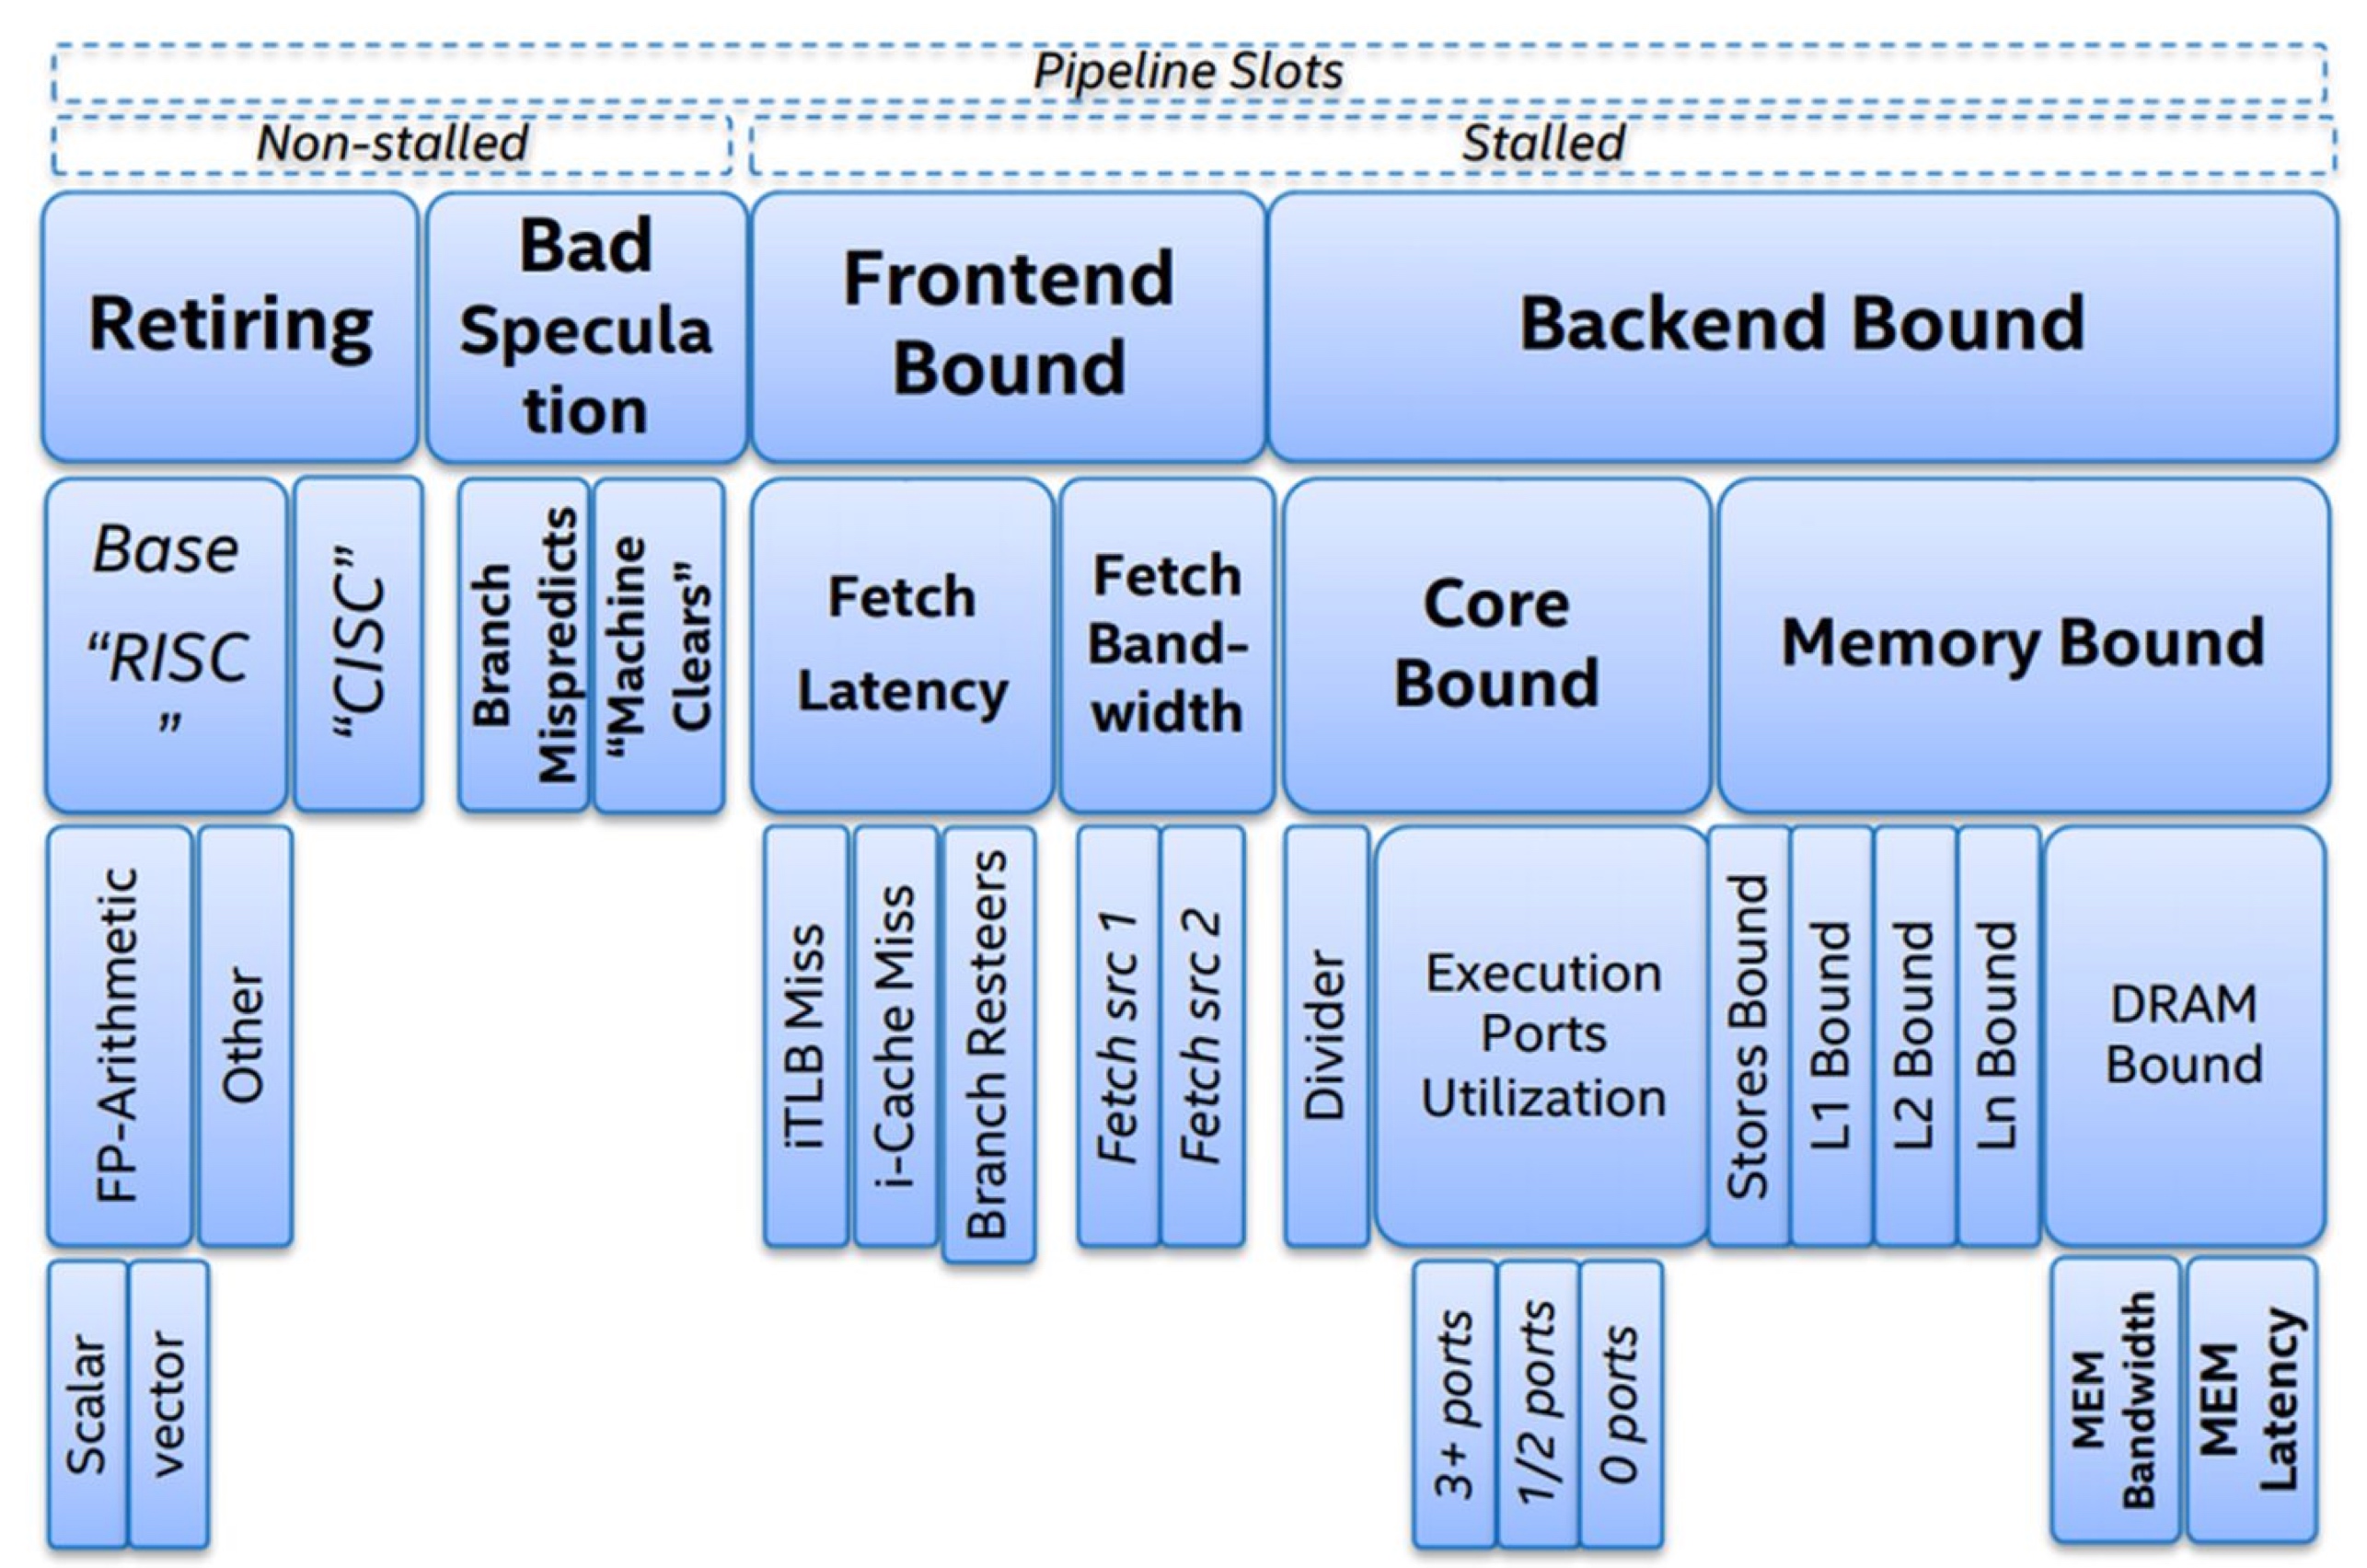 Pipeline Slots
Non-stalled
Stalled
Retiring
Bad
Specula
tion
Frontend
Bound
Backend Bound
Base
“RISC
”
“CISC”
Branch
Mispredicts
“Machine
Clears”
Fetch
Latency
Fetch
Band-
width
Core
Bound
Memory Bound
FP-Arithmetic
Other
iTLB Miss
i-Cache Miss
Branch Resteers
Fetch src 1
Fetch src 2
Divider
Execution
Ports
Utilization
Stores Bound
L1 Bound
L2 Bound
Ln Bound
DRAM
Bound
Scalar
vector
3+ ports
1/2 ports
0 ports
MEM
Bandwidth
MEM
Latency